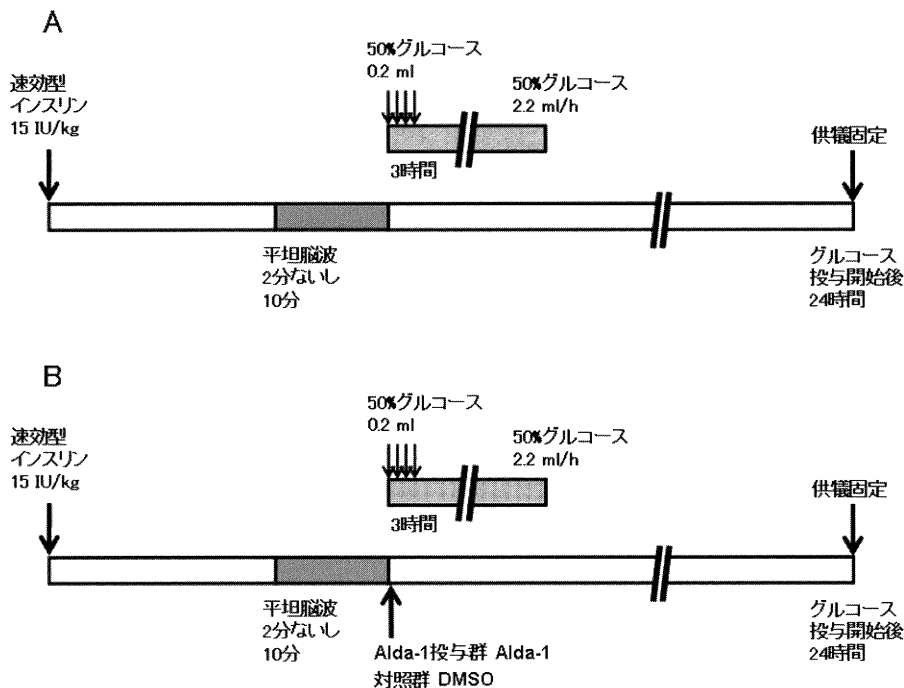 A
50%グルコース
0.2 ml
速効型
インスリン
15 IU/kg
50%グルコース
2.2 ml/h
供犠固定
3時間
平坦脳波
2分ないし
10分
グルコース
投与開始後
24時間
B
50%グルコース
0.2 ml
速効型
インスリン
15 IU/kg
50%グルコース
2.2 ml/h
供犠固定
3時間
平坦脳波
2分ないし
10分
Alda-1投与群 Alda-1
対照群 DMSO
グルコース
投与開始後
24時間